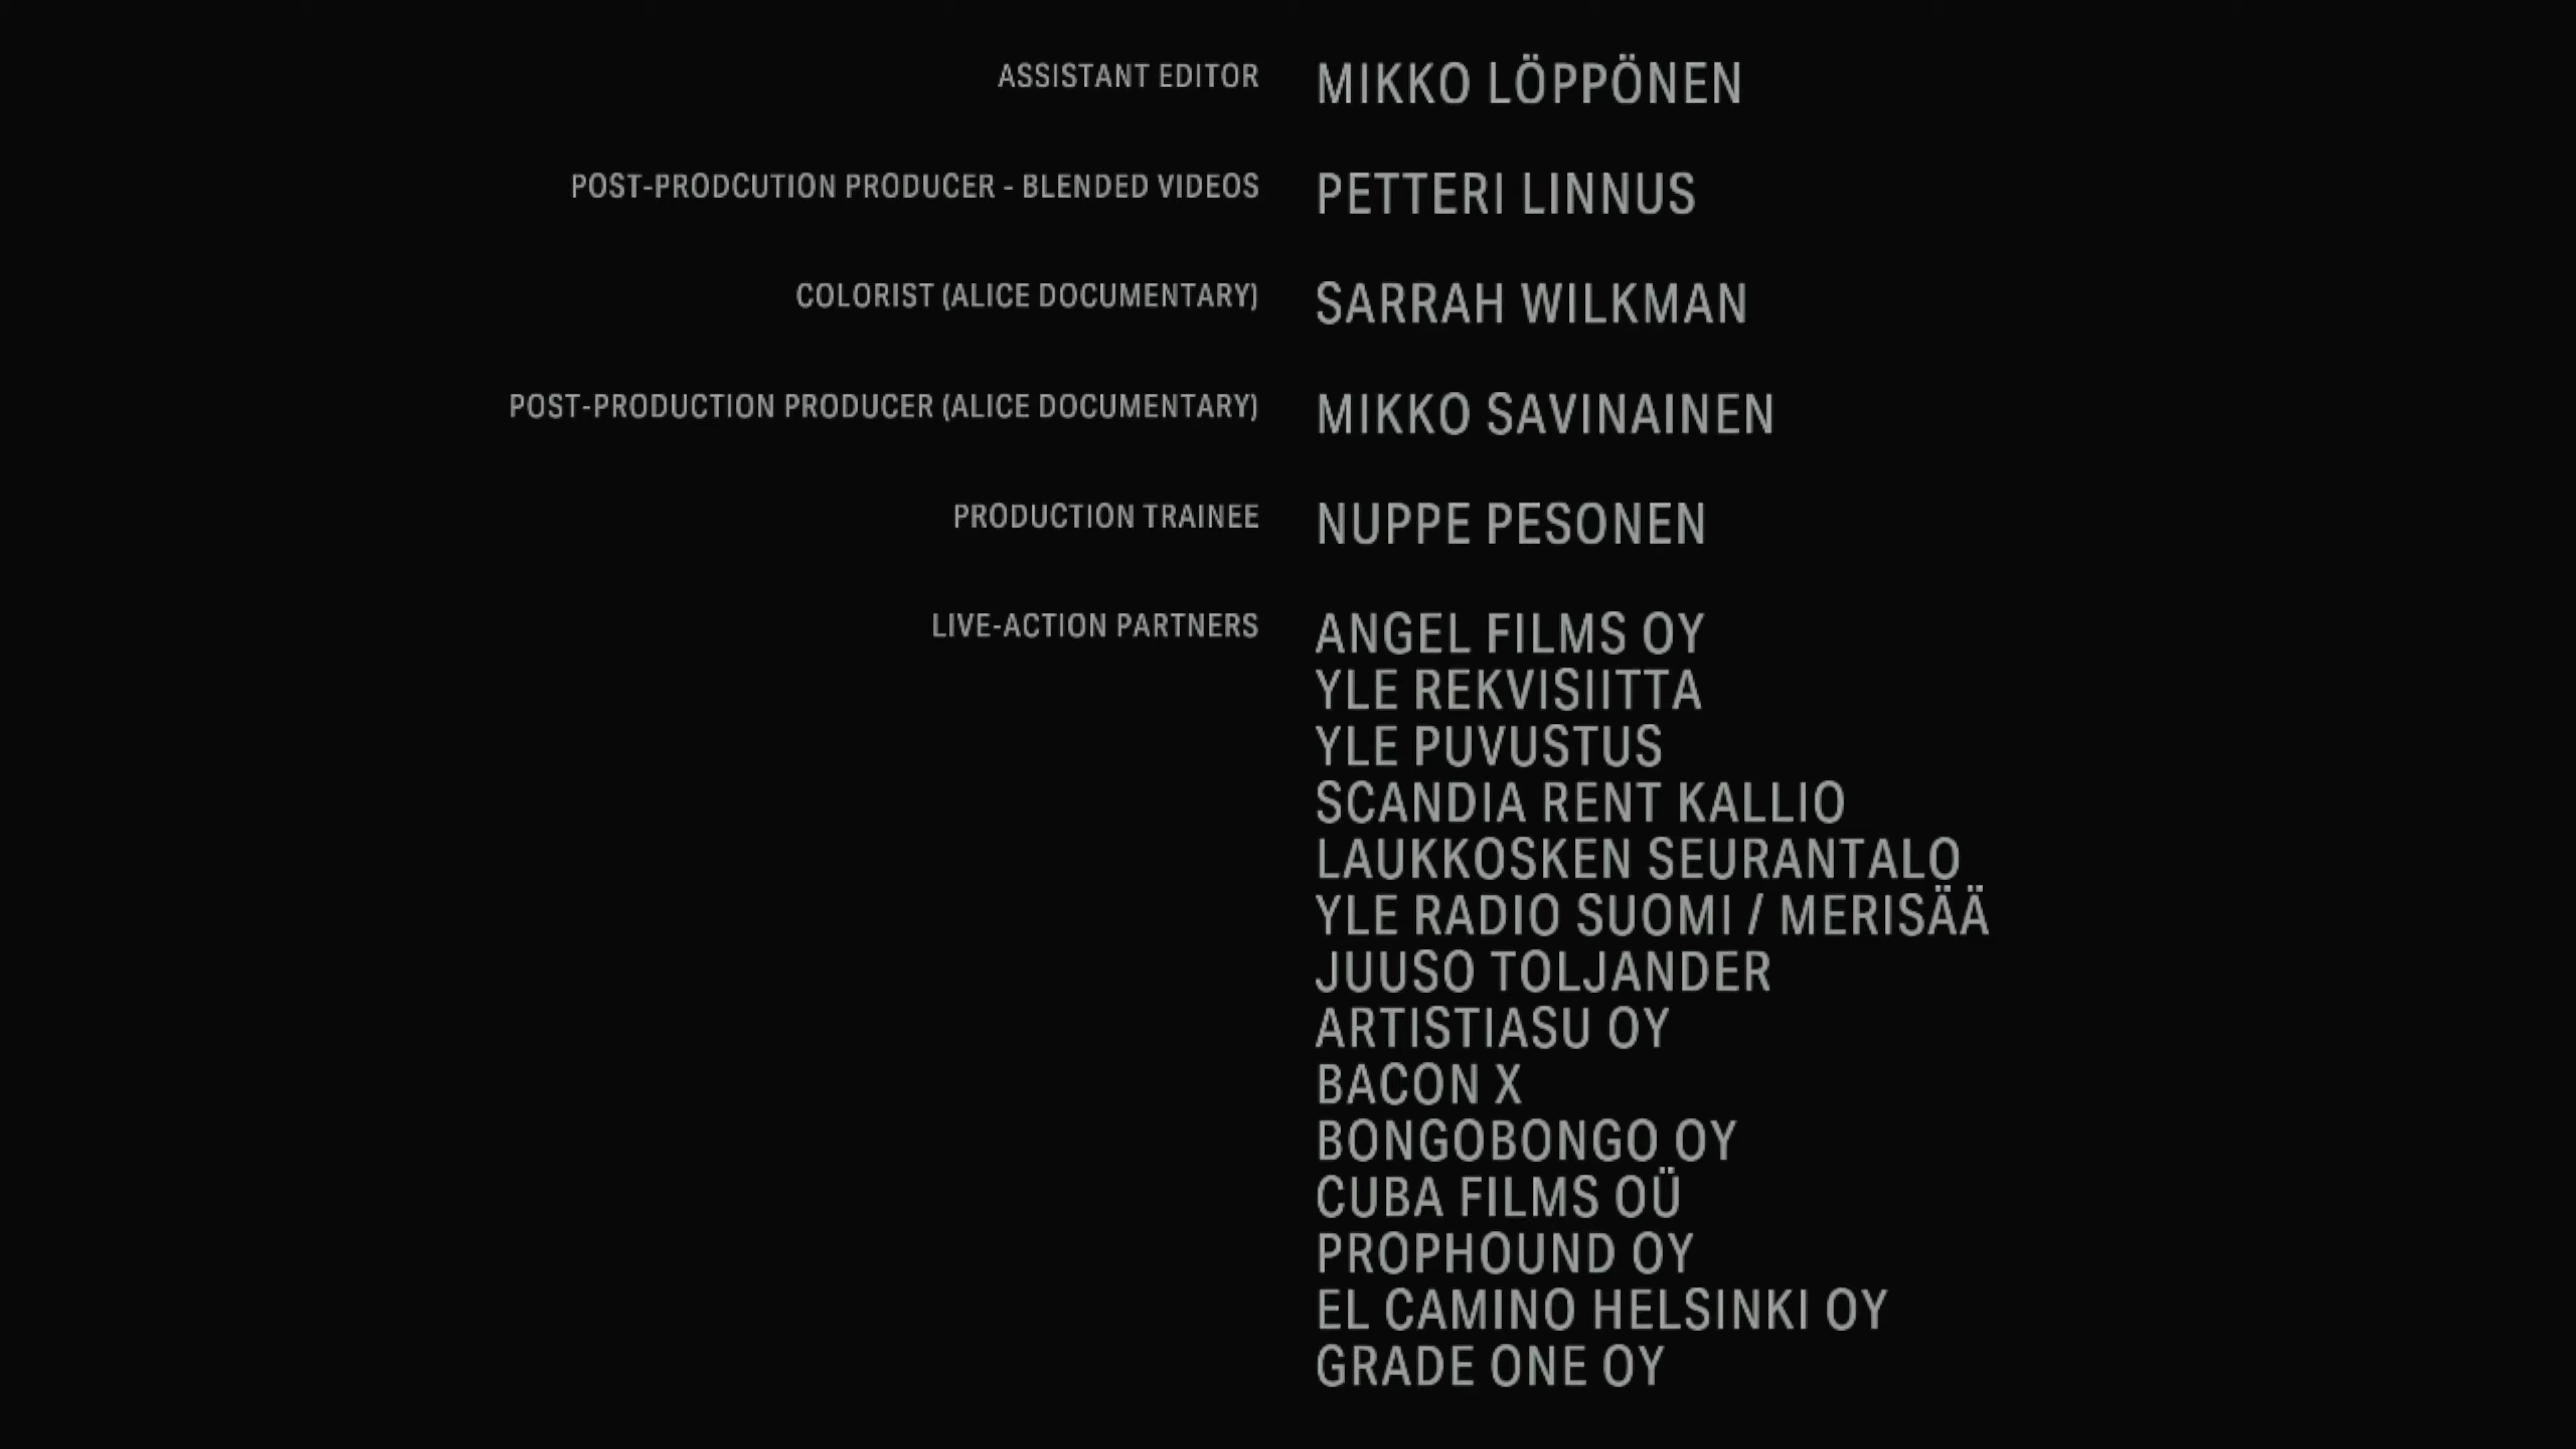 ASSISTANT EDITOR MIKKO LÖPPÖNEN
POST-PRODCUTION PRODUCER - BLENDED VIDEOS PETTERI LINNUS
COLORIST (ALICE DOCUMENTARY) SARRAH WILKMAN
POST-PRODUCTION PRODUCER (ALICE DOCUMENTARY) MIKKO SAVINAINEN
PRODUCTION TRAINEE NUPPE PESONEN
LIVE-ACTION PARTNERS ANGEL FILMS OY
YLE REKVISIITTA
YLE PUVUSTUS
SCANDIA RENT KALLIO
LAUKKOSKEN SEURANTALO
YLE RADIO SUOMI / MERISÄÄ
JUUSO TOLJANDER
ARTISTIASU OY
BACON X
BONGOBONGO OY
CUBA FILMS OÜ
PROPHOUND OY
EL CAMINO HELSINKI OY
GRADE ONE OY